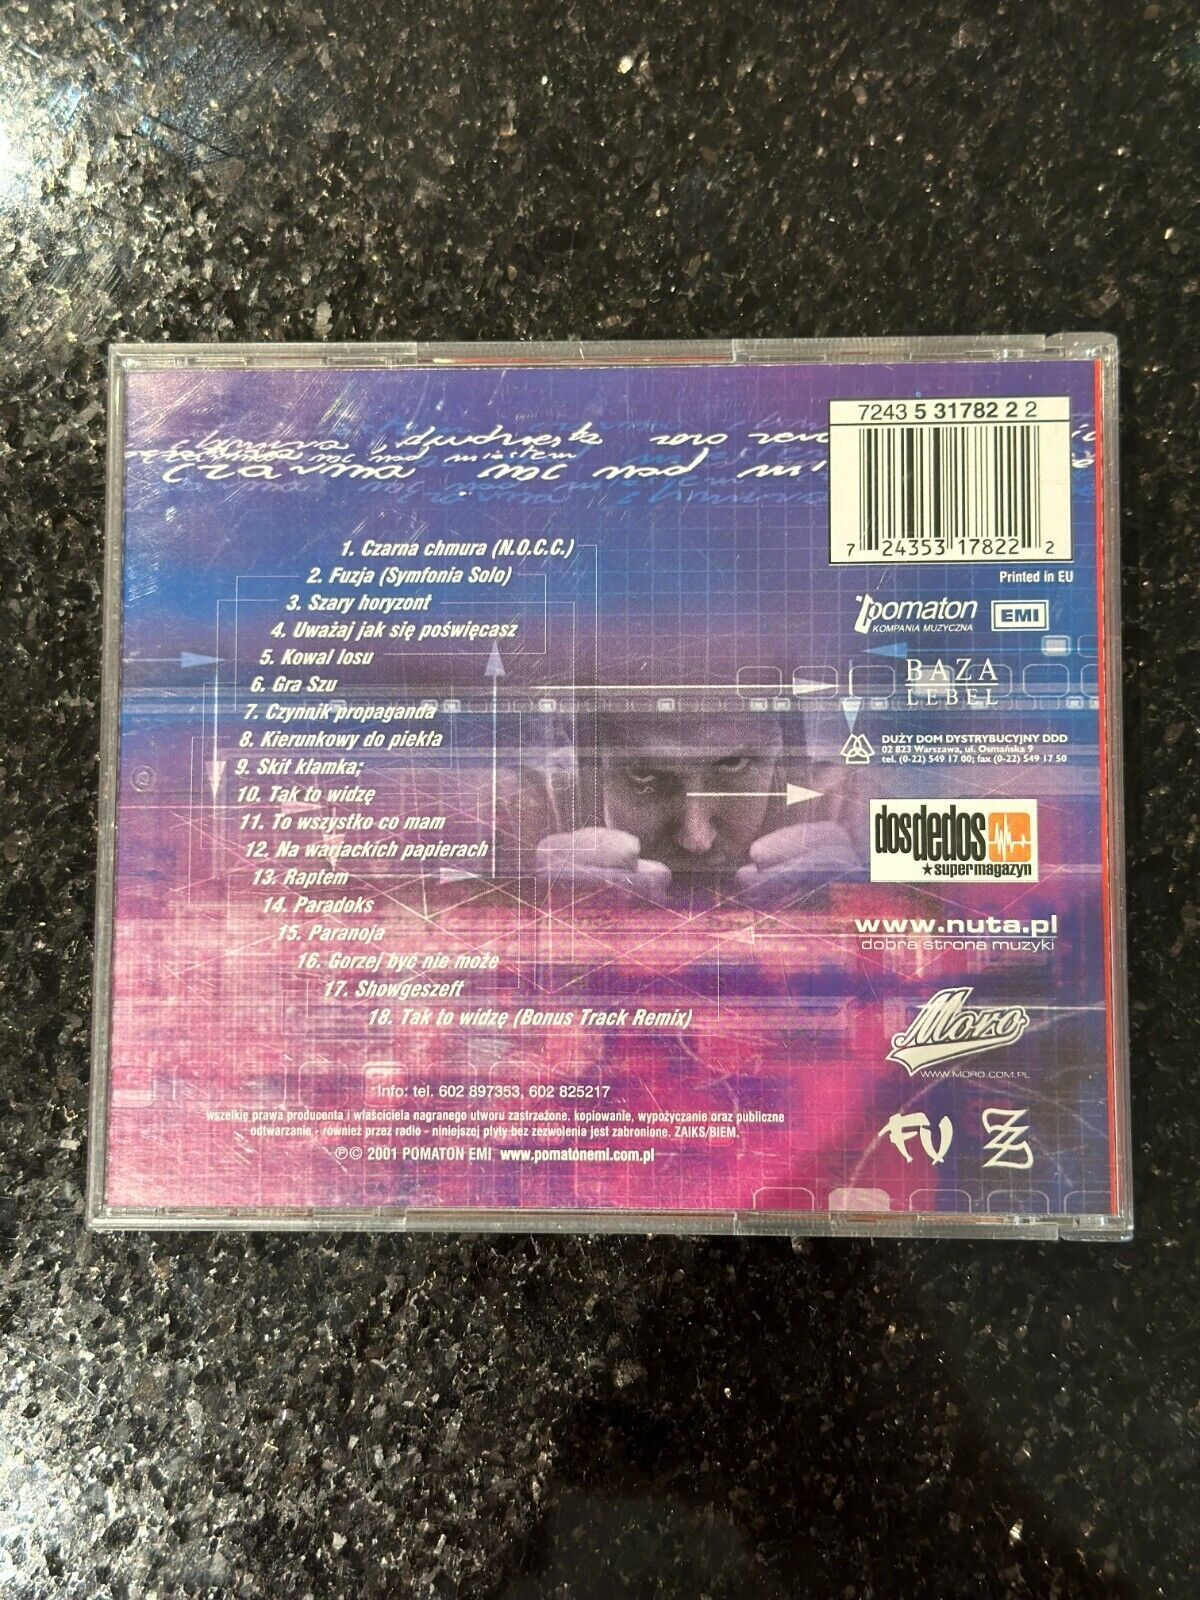 7243 5 31782 2 2
7 24353 17822 2
Printed in EU
pomaton
KOMPANIA MUZYCZNA
EMI
BAZA
LEBEL
DUŻY DOM DYSTRYBUCYJNY DDD
02 823 Warszawa, ul. Osmańska 9
tel. (0-22) 549 17 00; fax (0-22) 549 17 50
dosdedos
★supermagazyn
www.nuta.pl
dobra strona muzyki
Moro
WWW.MORO.COM.PL
FU
ZZ
1. Czarna chmura (N.O.C.C.)
2. Fuzja (Symfonia Solo)
3. Szary horyzont
4. Uważaj jak się poświęcasz
5. Kowal losu
6. Gra Szu
7. Czynnik propaganda
8. Kierunkowy do piekła
9. Skit kłamka;
10. Tak to widzę
11. To wszystko co mam
12. Na wariackich papierach
13. Raptem
14. Paradoks
15. Paranoja
16. Gorzej być nie może
17. Showgeszeft
18. Tak to widzę (Bonus Track Remix)
Info: tel. 602 897353, 602 825217
wszelkie prawa producenta i właściciela nagranego utworu zastrzeżone. kopiowanie, wypożyczanie oraz publiczne
odtwarzanie - również przez radio - niniejszej płyty bez zezwolenia jest zabronione. ZAIKS/BIEM.
℗© 2001 POMATON EMI www.pomatonemi.com.pl